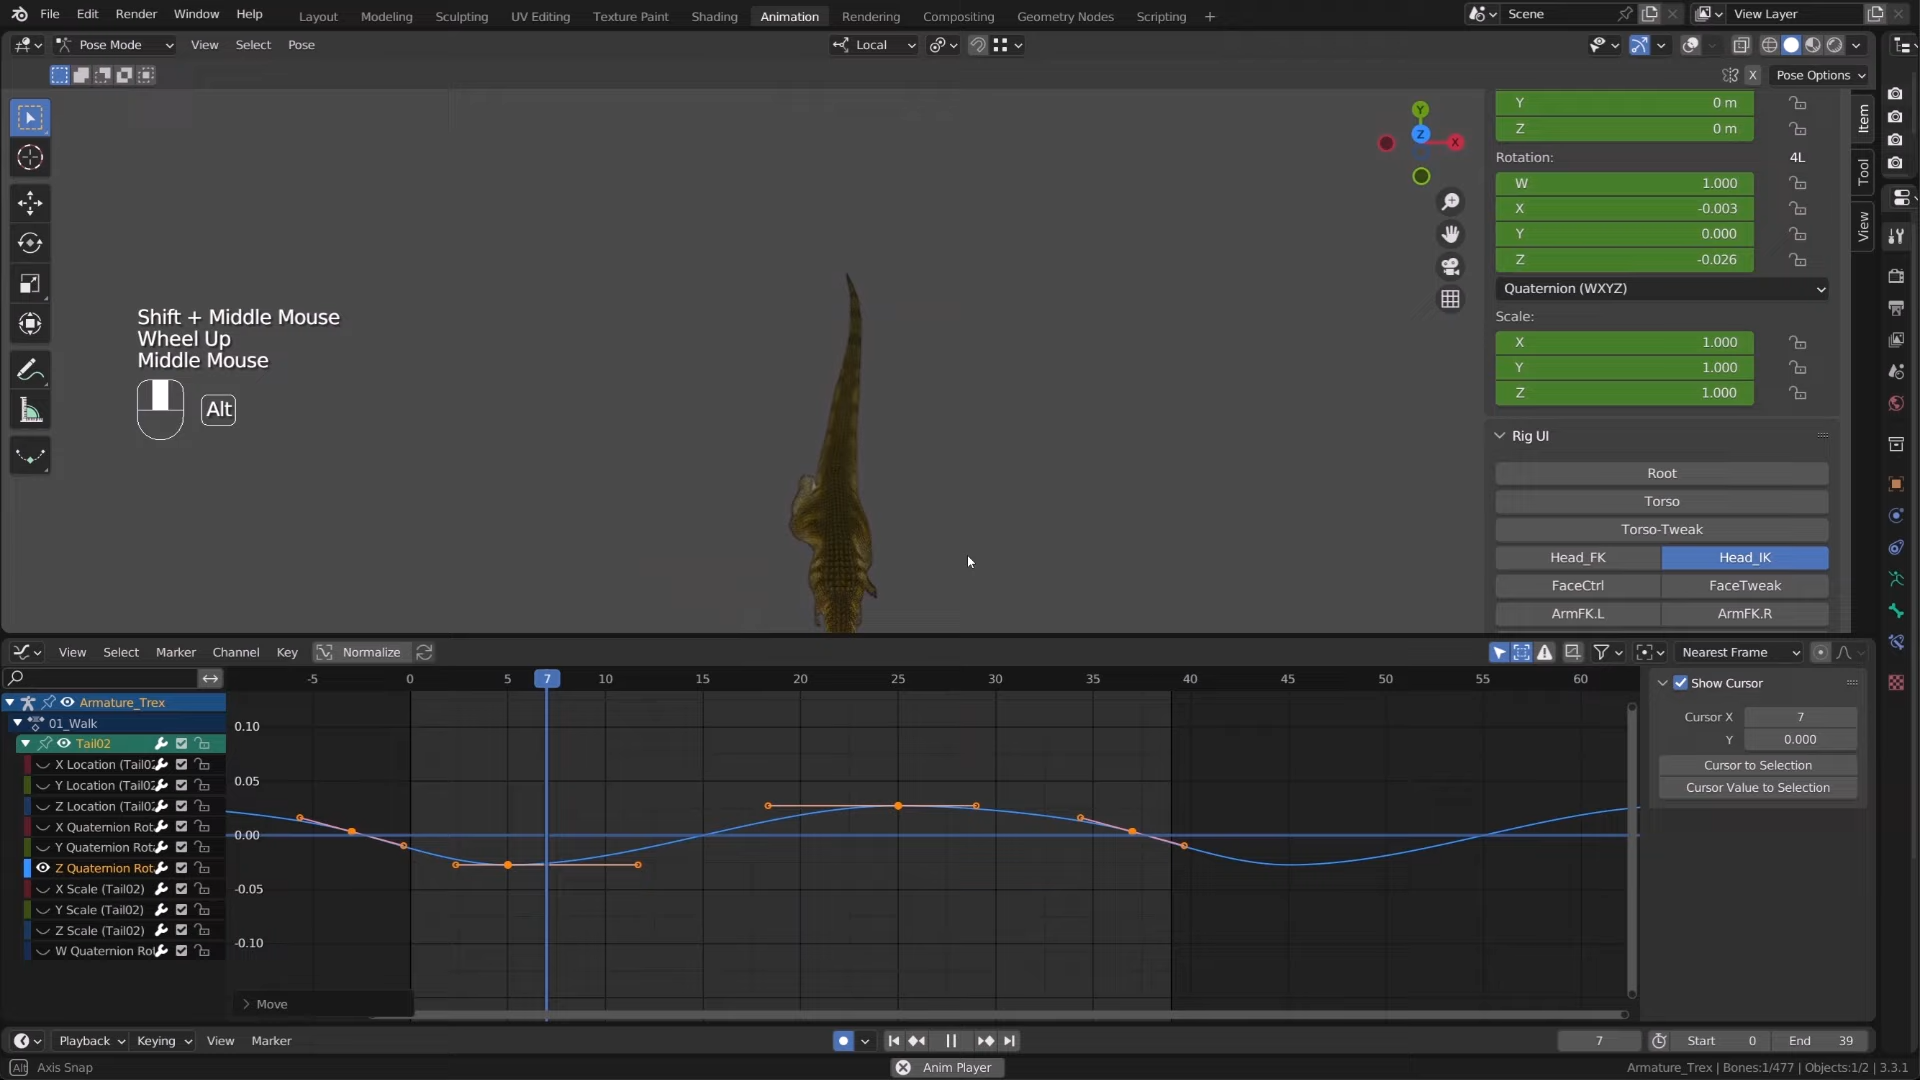 File Edit Render Window Help
Layout Modeling Sculpting UV Editing Texture Paint Shading Animation Rendering Compositing Geometry Nodes Scripting +
Scene
View Layer
Pose Mode View Select Pose
Local
X
Pose Options
Y 0 m
Z 0 m
Rotation: 4L
W 1.000
X -0.003
Y 0.000
Z -0.026
Quaternion (WXYZ)
Scale:
X 1.000
Y 1.000
Z 1.000
Rig UI
Root
Torso
Torso-Tweak
Head_FK Head_IK
FaceCtrl FaceTweak
ArmFK.L ArmFK.R
Item
Tool
View
Y
Z
X
Shift + Middle Mouse
Wheel Up
Middle Mouse
Alt
View Select Marker Channel Key Normalize
Nearest Frame
-5 0 5 7 10 15 20 25 30 35 40 45 50 55 60
Armature_Trex
01_Walk
Tail02
X Location (Tail02
Y Location (Tail02
Z Location (Tail02
X Quaternion Rot
Y Quaternion Rot
Z Quaternion Rot
X Scale (Tail02)
Y Scale (Tail02)
Z Scale (Tail02)
W Quaternion Rot
0.10
0.05
0.00
-0.05
-0.10
Move
Show Cursor
Cursor X 7
Y 0.000
Cursor to Selection
Cursor Value to Selection
Playback Keying View Marker
7 Start 0 End 39
Alt Axis Snap
Anim Player
Armature_Trex | Bones:1/477 | Objects:1/2 | 3.3.1